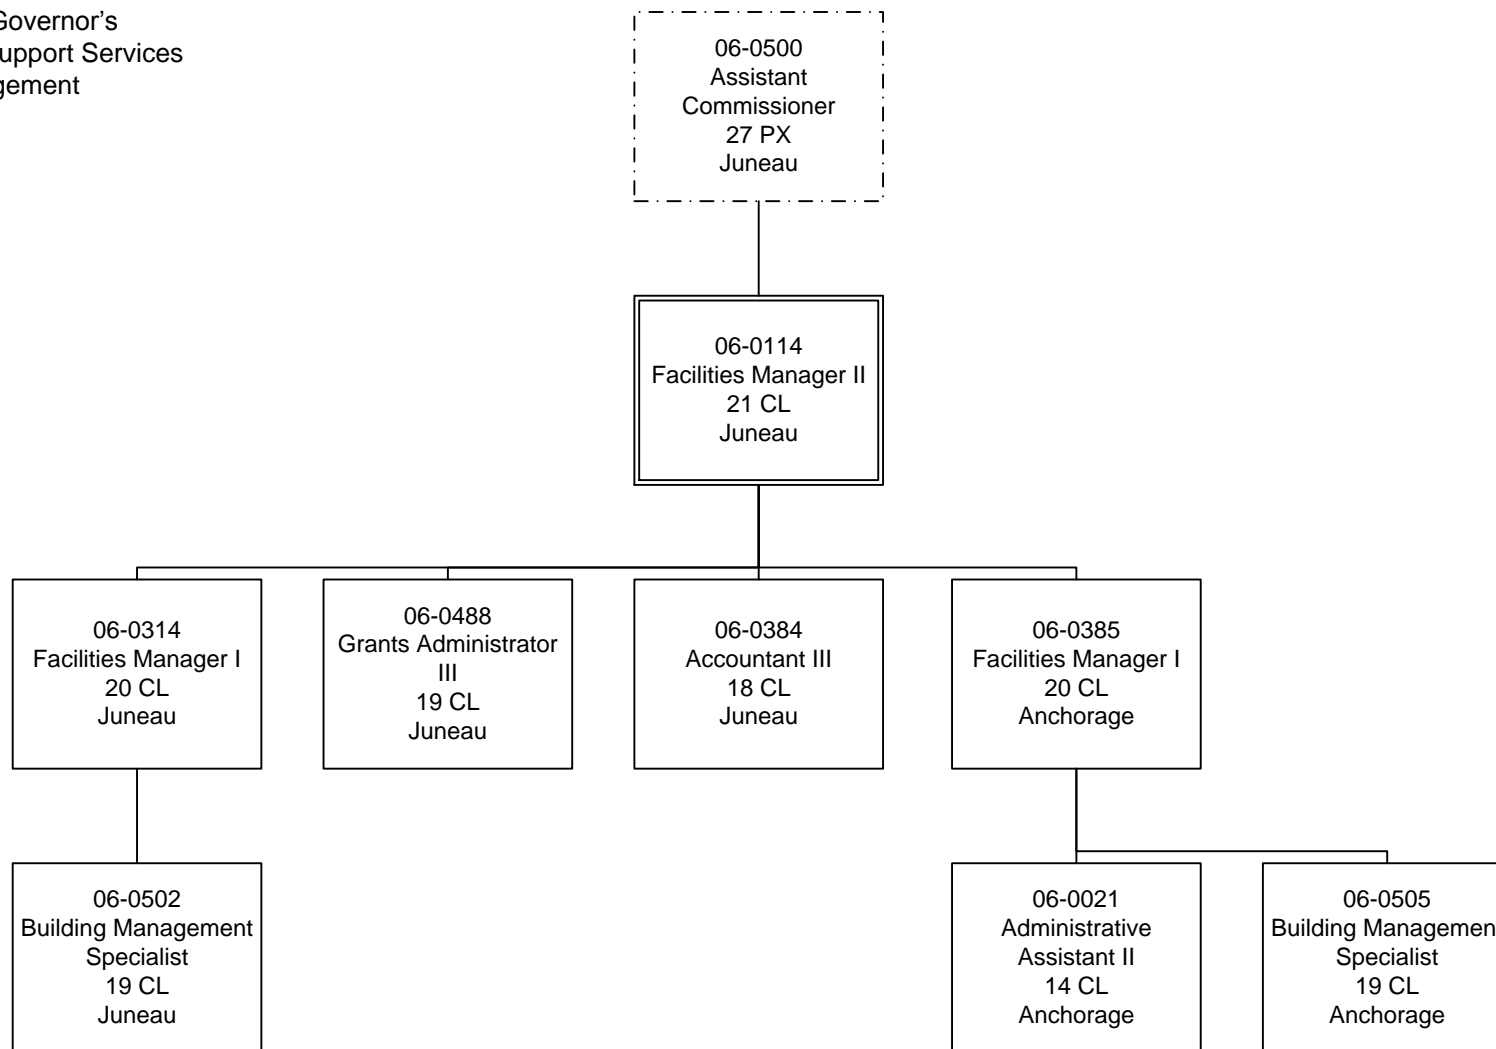 Governor’s
upport Services
gement
06-0500
Assistant
Commissioner
27 PX
Juneau
06-0114
Facilities Manager II
21 CL
Juneau
06-0314
Facilities Manager I
20 CL
Juneau
06-0488
Grants Administrator
III
19 CL
Juneau
06-0384
Accountant III
18 CL
Juneau
06-0385
Facilities Manager I
20 CL
Anchorage
06-0502
Building Management
Specialist
19 CL
Juneau
06-0021
Administrative
Assistant II
14 CL
Anchorage
06-0505
Building Managemen
Specialist
19 CL
Anchorage